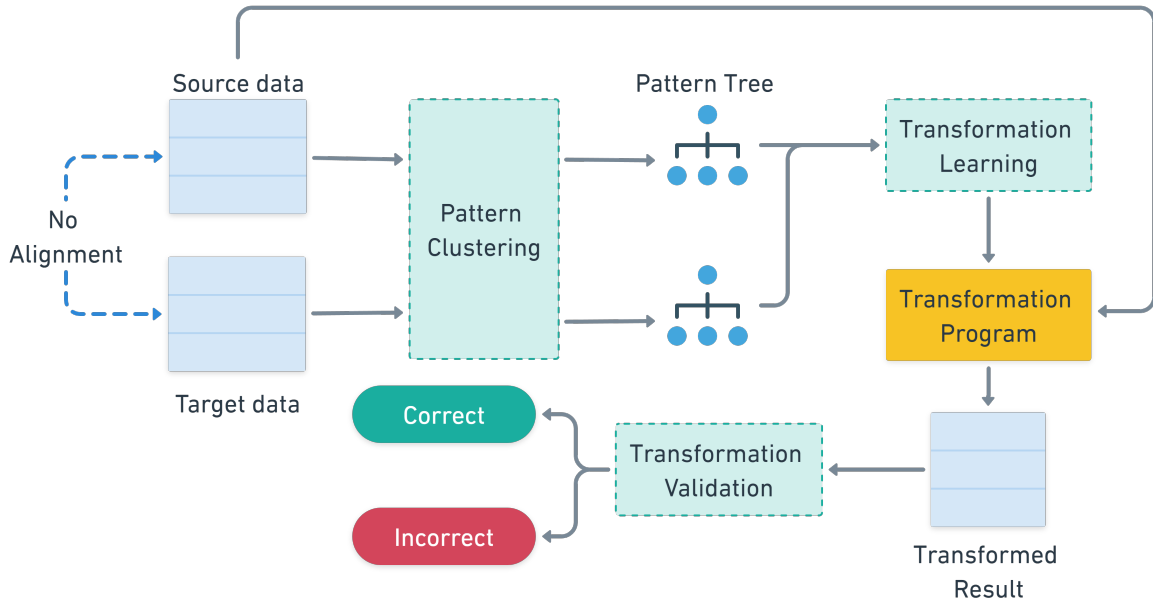 Source data
Pattern Tree
Transformation
Learning
No
Alignment
Pattern
Clustering
Transformation
Program
Target data
Correct
Transformation
Validation
Incorrect
Transformed
Result